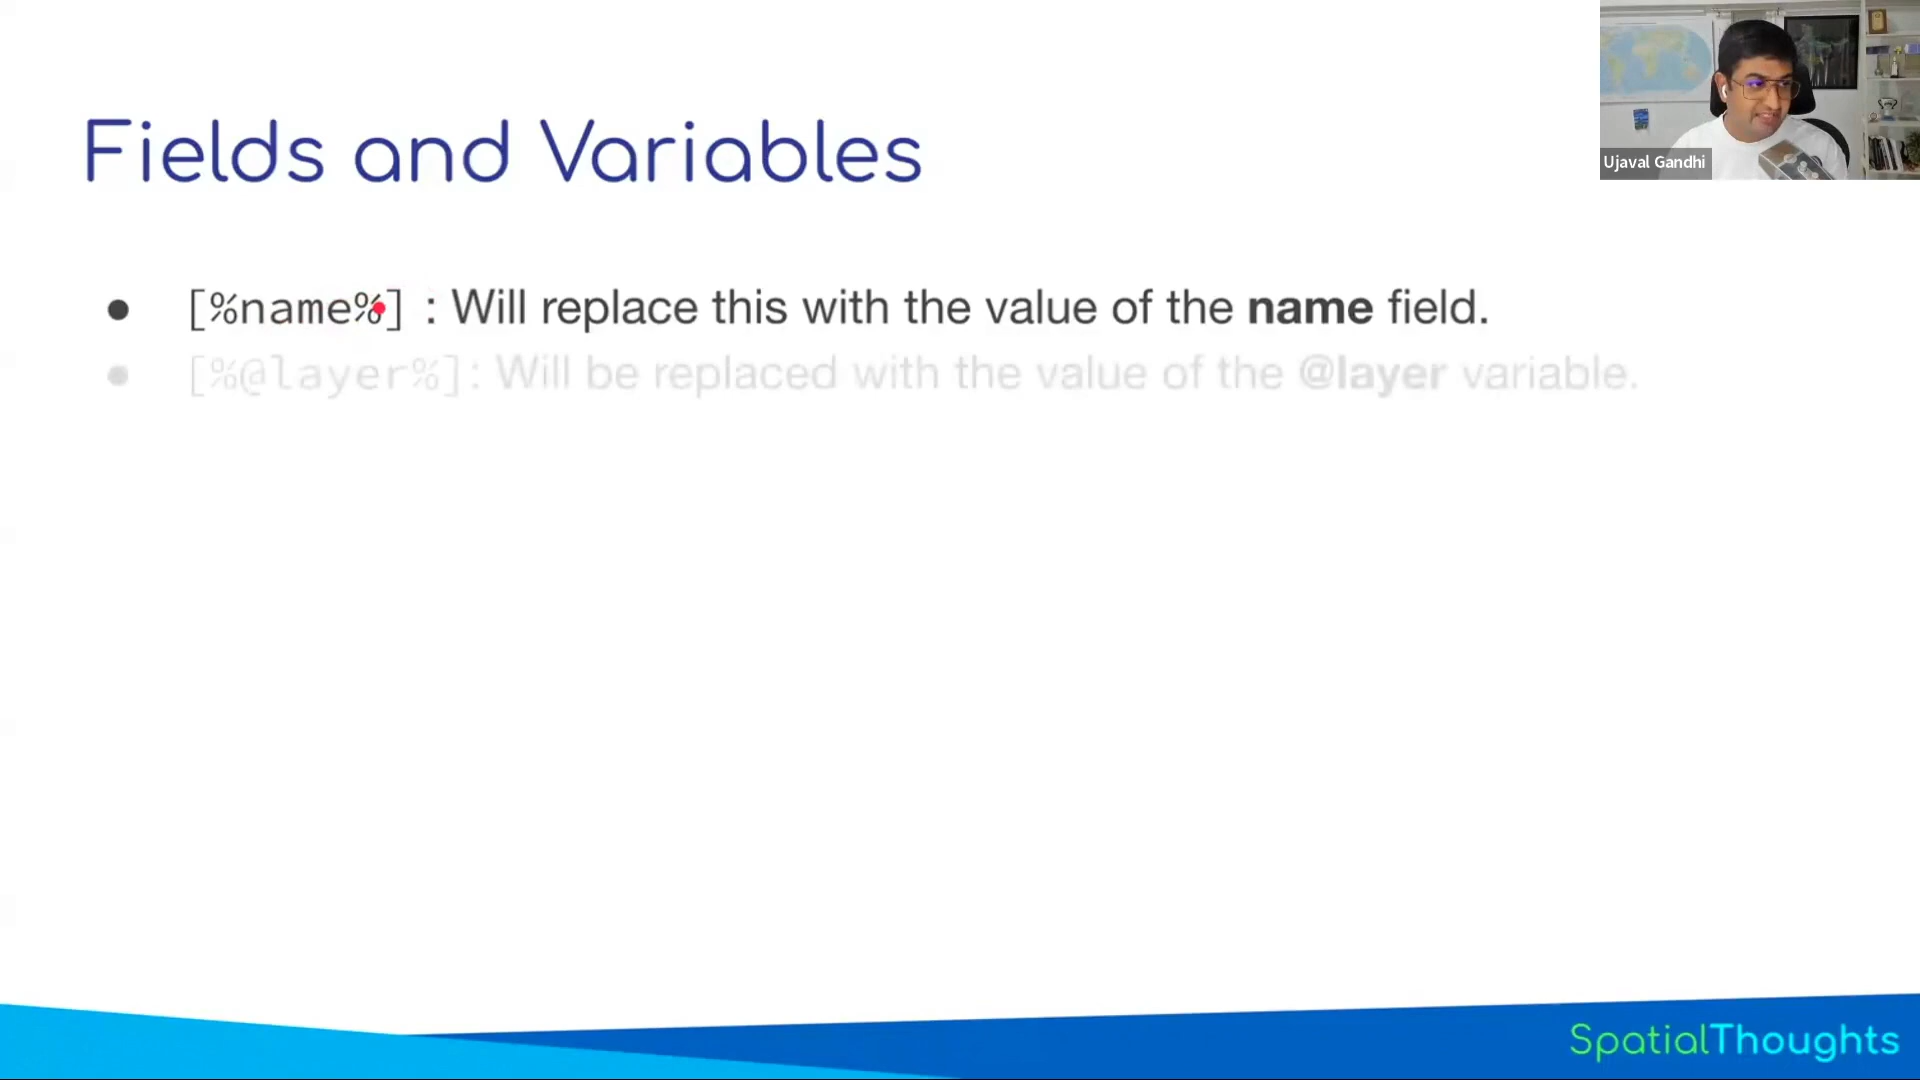 Ujaval Gandhi
Fields and Variables
● [%name%] : Will replace this with the value of the name field.
● [%@layer%]: Will be replaced with the value of the @layer variable.
SpatialThoughts